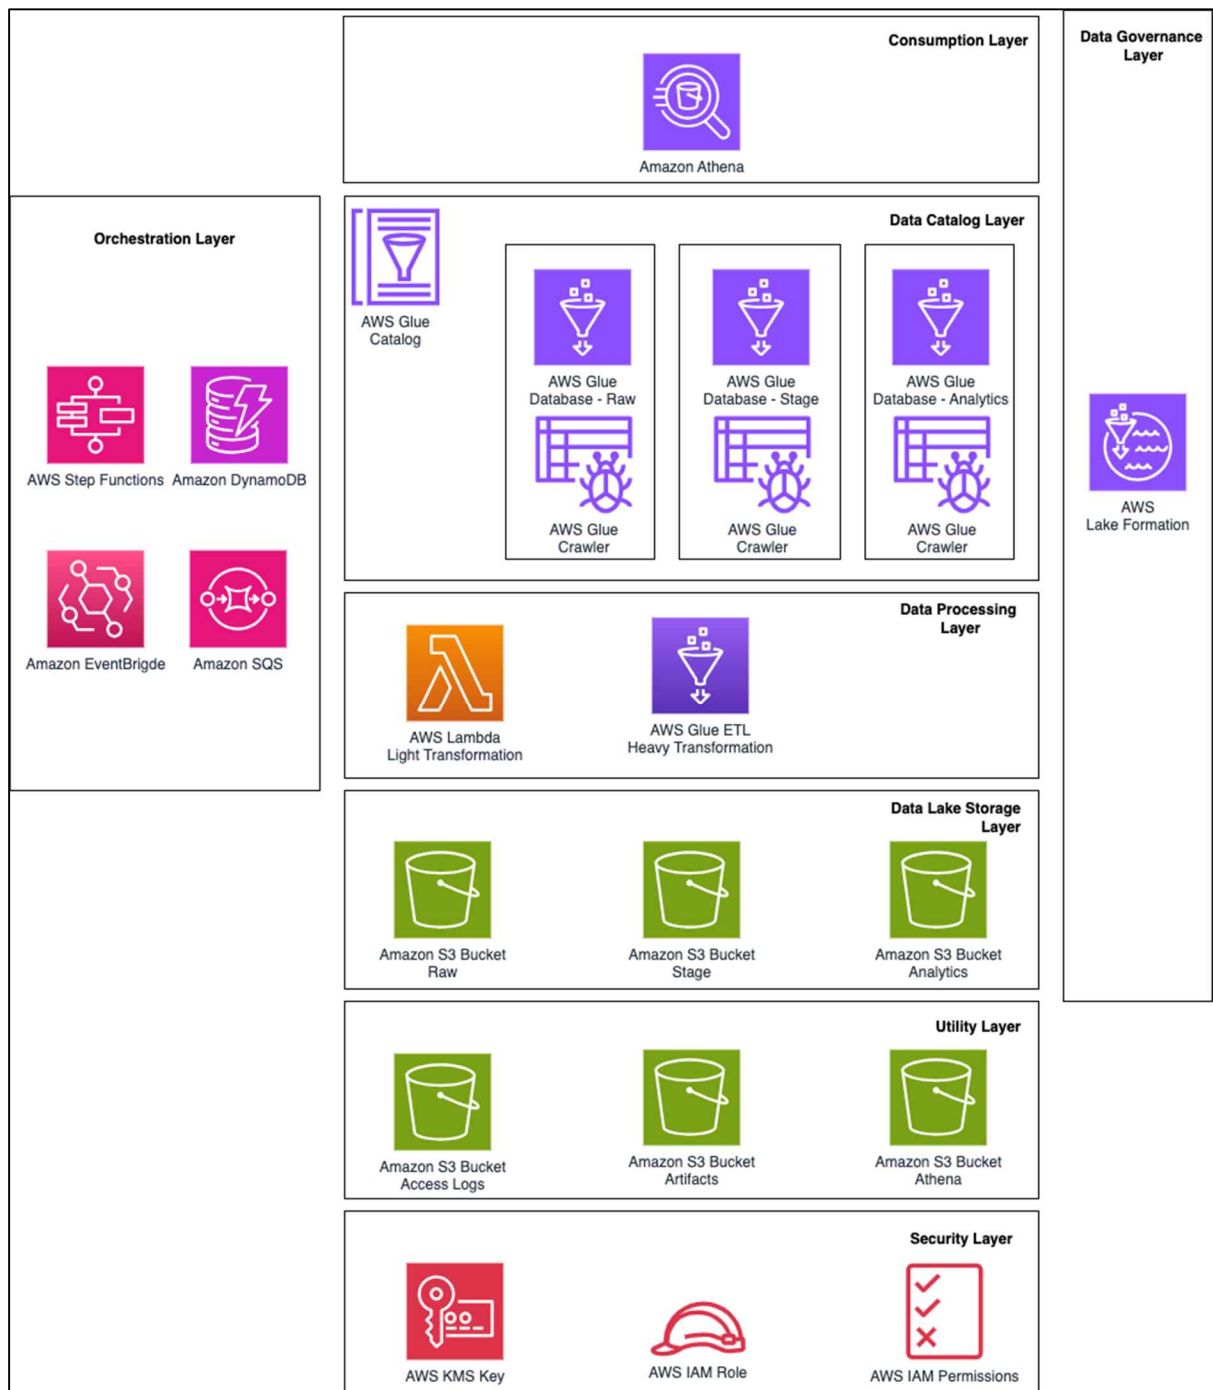 Consumption Layer
Amazon Athena
Data Governance
Layer
AWS
Lake Formation
Orchestration Layer
AWS Step Functions
Amazon DynamoDB
Amazon EventBrigde
Amazon SQS
Data Catalog Layer
AWS Glue
Catalog
AWS Glue
Database - Raw
AWS Glue
Crawler
AWS Glue
Database - Stage
AWS Glue
Crawler
AWS Glue
Database - Analytics
AWS Glue
Crawler
Data Processing
Layer
AWS Lambda
Light Transformation
AWS Glue ETL
Heavy Transformation
Data Lake Storage
Layer
Amazon S3 Bucket
Raw
Amazon S3 Bucket
Stage
Amazon S3 Bucket
Analytics
Utility Layer
Amazon S3 Bucket
Access Logs
Amazon S3 Bucket
Artifacts
Amazon S3 Bucket
Athena
Security Layer
AWS KMS Key
AWS IAM Role
AWS IAM Permissions